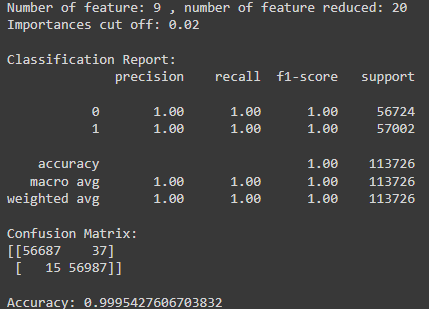 Number of feature: 9 , number of feature reduced: 20
Importances cut off: 0.02
Classification Report:
precision recall f1-score support
0 1.00 1.00 1.00 56724
1 1.00 1.00 1.00 57002
accuracy 1.00 113726
macro avg 1.00 1.00 1.00 113726
weighted avg 1.00 1.00 1.00 113726
Confusion Matrix:
[[56687 37]
[ 15 56987]]
Accuracy: 0.9995427606703832